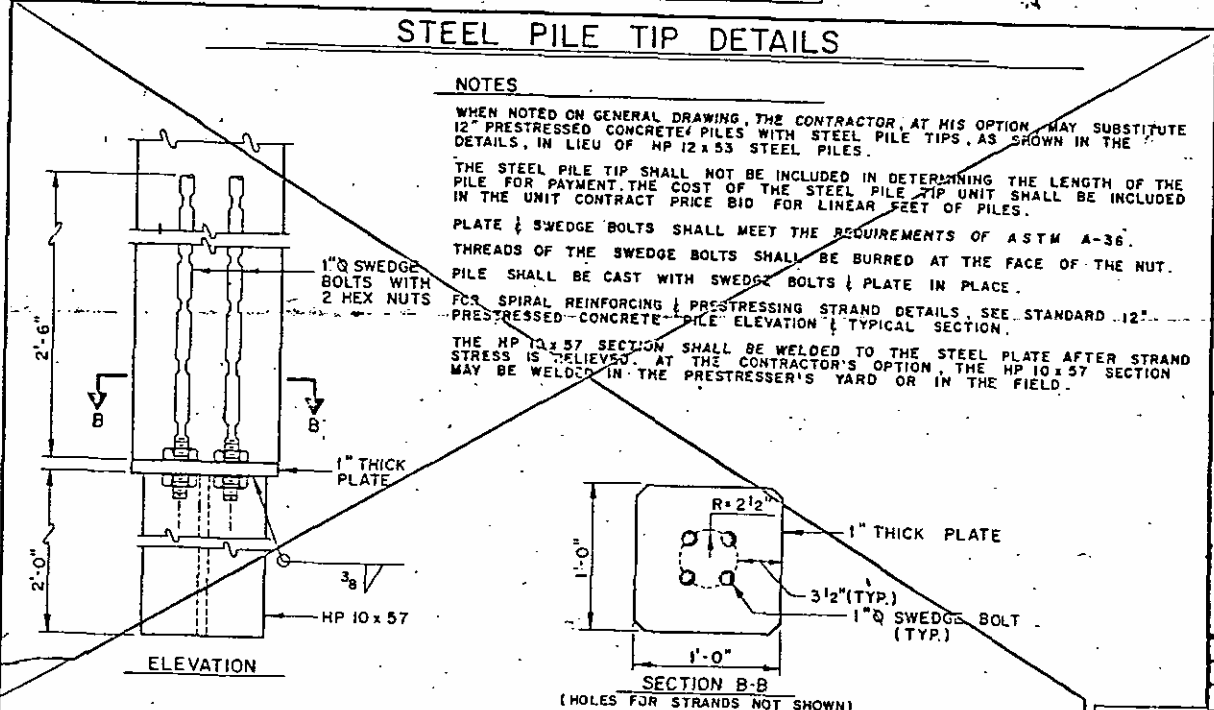 STEEL PILE TIP DETAILS
NOTES
WHEN NOTED ON GENERAL DRAWING, THE CONTRACTOR, AT HIS OPTION, MAY SUBSTITUTE
12" PRESTRESSED CONCRETE PILES WITH STEEL PILE TIPS, AS SHOWN IN THE
DETAILS, IN LIEU OF HP 12 x 53 STEEL PILES.
THE STEEL PILE TIP SHALL NOT BE INCLUDED IN DETERMINING THE LENGTH OF THE
PILE FOR PAYMENT. THE COST OF THE STEEL PILE TIP UNIT SHALL BE INCLUDED
IN THE UNIT CONTRACT PRICE BID FOR LINEAR FEET OF PILES.
PLATE & SWEDGE BOLTS SHALL MEET THE REQUIREMENTS OF ASTM A-36.
THREADS OF THE SWEDGE BOLTS SHALL BE BURRED AT THE FACE OF THE NUT.
PILE SHALL BE CAST WITH SWEDGE BOLTS & PLATE IN PLACE.
FOR SPIRAL REINFORCING & PRESTRESSING STRAND DETAILS, SEE STANDARD 12"
PRESTRESSED CONCRETE PILE ELEVATION & TYPICAL SECTION.
THE HP 10 x 57 SECTION SHALL BE WELDED TO THE STEEL PLATE AFTER STRAND
STRESS IS RELIEVED. AT THE CONTRACTOR'S OPTION, THE HP 10 x 57 SECTION
MAY BE WELDED IN THE PRESTRESSER'S YARD OR IN THE FIELD.
1"Ø SWEDGE
BOLTS WITH
2 HEX NUTS
2'-6"
B
B
1" THICK
PLATE
2'-0"
3/8
HP 10 x 57
ELEVATION
R= 2 1/2"
1" THICK PLATE
1'-0"
3 1/2" (TYP.)
1"Ø SWEDGE BOLT
(TYP.)
1'-0"
SECTION B-B
(HOLES FOR STRANDS NOT SHOWN)